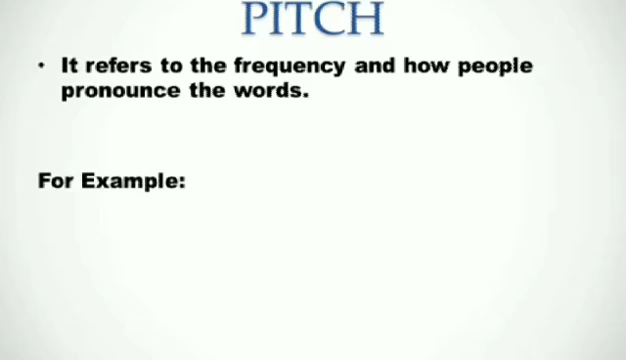 PITCH
• It refers to the frequency and how people
pronounce the words.
For Example: